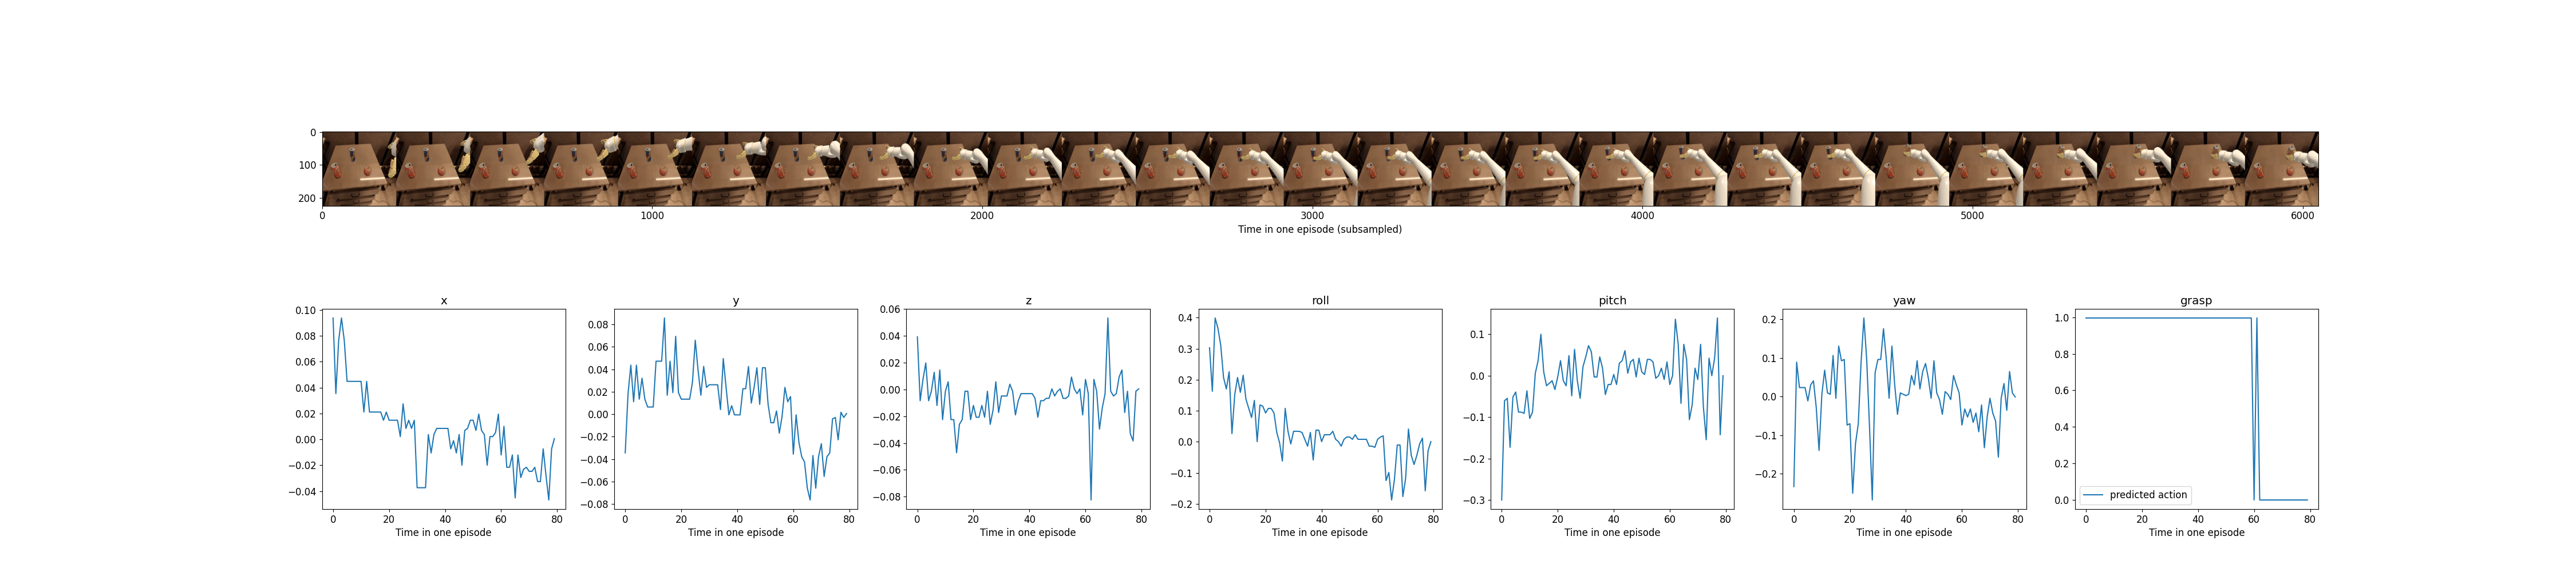 0
100
200
0 1000 2000 3000 4000 5000 6000
Time in one episode (subsampled)
x
0.10
0.08
0.06
0.04
0.02
0.00
−0.02
−0.04
0 20 40 60 80
Time in one episode
y
0.08
0.06
0.04
0.02
0.00
−0.02
−0.04
−0.06
−0.08
0 20 40 60 80
Time in one episode
z
0.06
0.04
0.02
0.00
−0.02
−0.04
−0.06
−0.08
0 20 40 60 80
Time in one episode
roll
0.4
0.3
0.2
0.1
0.0
−0.1
−0.2
0 20 40 60 80
Time in one episode
pitch
0.1
0.0
−0.1
−0.2
−0.3
0 20 40 60 80
Time in one episode
yaw
0.2
0.1
0.0
−0.1
−0.2
0 20 40 60 80
Time in one episode
grasp
1.0
0.8
0.6
0.4
0.2
0.0
predicted action
0 20 40 60 80
Time in one episode